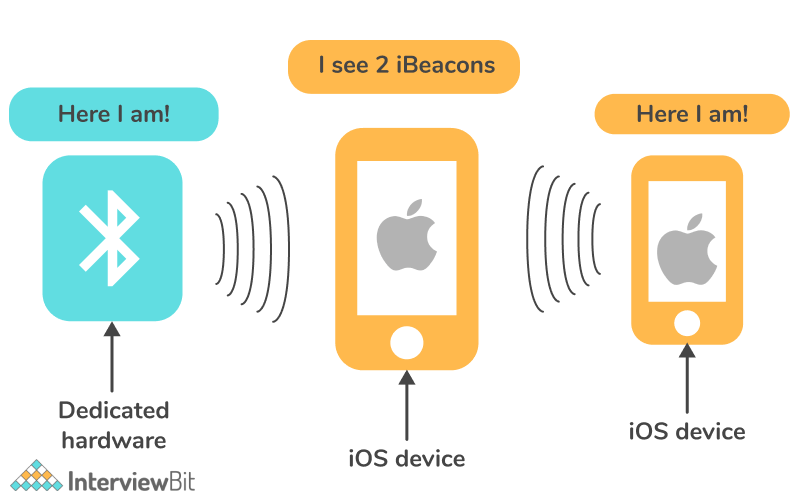 I see 2 iBeacons
Here I am!
Here I am!
Dedicated
hardware
iOS device
iOS device
InterviewBit